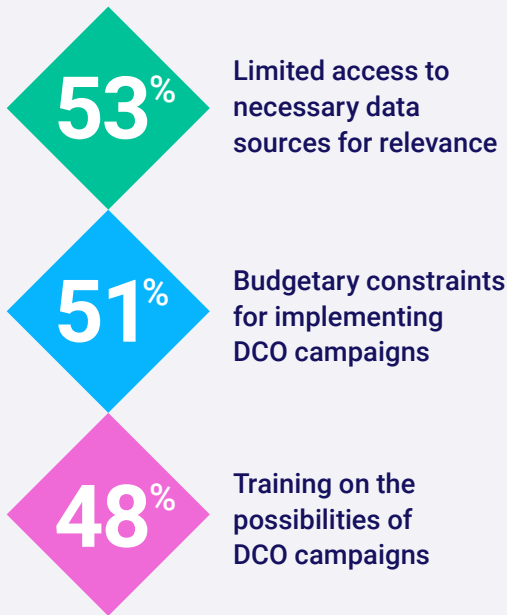 53%
Limited access to
necessary data
sources for relevance
51%
Budgetary constraints
for implementing
DCO campaigns
48%
Training on the
possibilities of
DCO campaigns